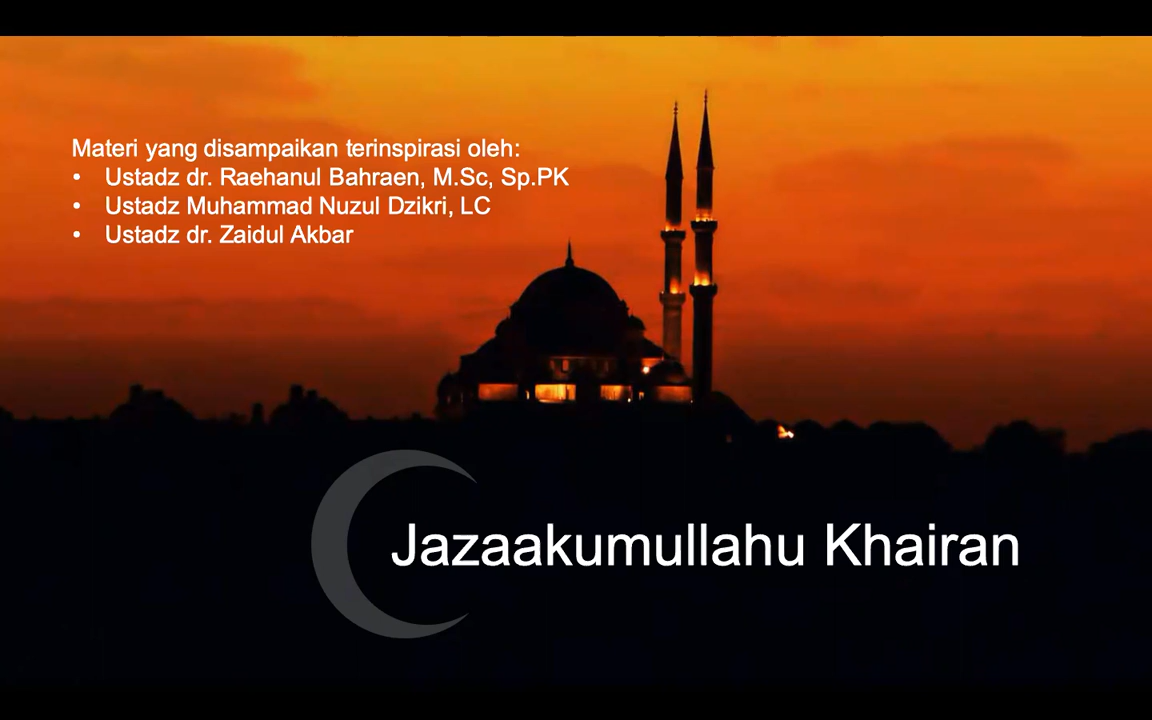 Materi yang disampaikan terinspirasi oleh:
• Ustadz dr. Raehanul Bahraen, M.Sc, Sp.PK
• Ustadz Muhammad Nuzul Dzikri, LC
• Ustadz dr. Zaidul Akbar
Jazaakumullahu Khairan